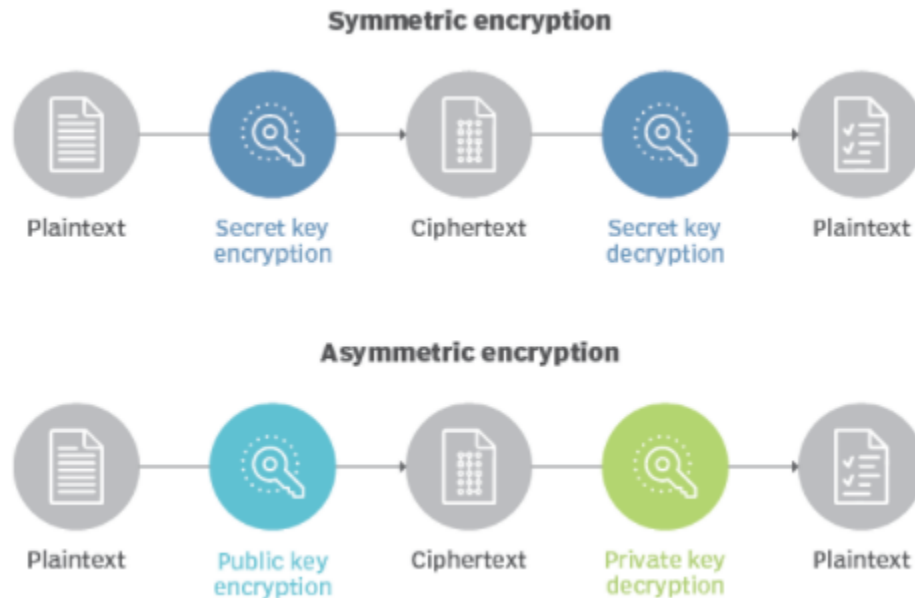 Symmetric encryption
Plaintext
Secret key
encryption
Ciphertext
Secret key
decryption
Plaintext
Asymmetric encryption
Plaintext
Public key
encryption
Ciphertext
Private key
decryption
Plaintext